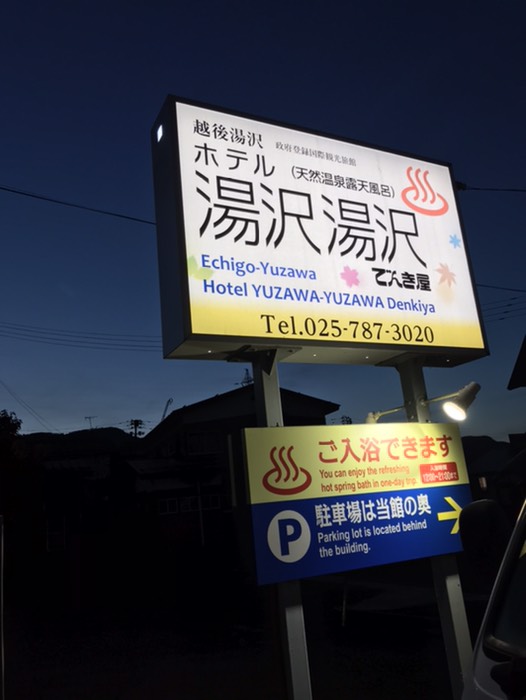 越後湯沢 政府登録国際観光旅館
ホテル (天然温泉露天風呂)
湯沢湯沢
でんき屋
Echigo-Yuzawa
Hotel YUZAWA-YUZAWA Denkiya
Tel.025-787-3020
ご入浴できます
You can enjoy the refreshing
hot spring bath in one-day trip
P
駐車場は当館の奥
Parking lot is located behind
the building.